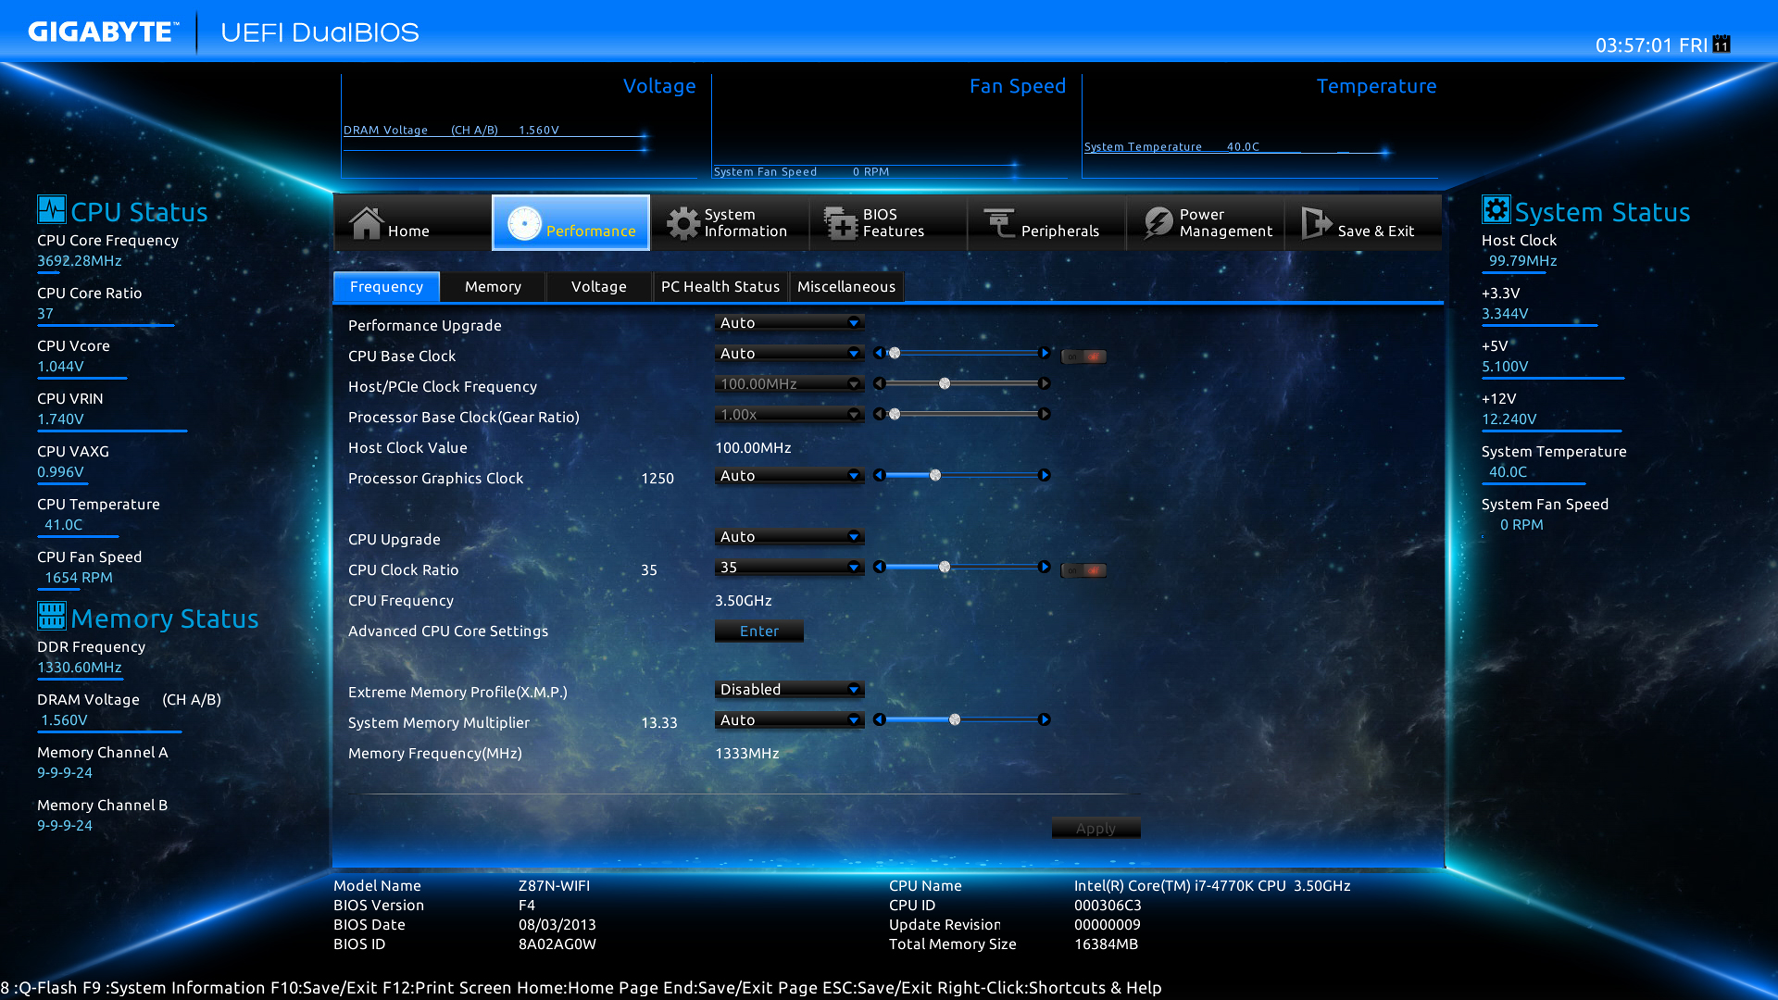 GIGABYTE™ UEFI DualBIOS
03:57:01 FRI 11
Voltage
DRAM Voltage (CH A/B) 1.560V
Fan Speed
System Fan Speed 0 RPM
Temperature
System Temperature 40.0C
CPU Status
CPU Core Frequency
3692.28MHz
CPU Core Ratio
37
CPU Vcore
1.044V
CPU VRIN
1.740V
CPU VAXG
0.996V
CPU Temperature
41.0C
CPU Fan Speed
1654 RPM
Memory Status
DDR Frequency
1330.60MHz
DRAM Voltage (CH A/B)
1.560V
Memory Channel A
9-9-9-24
Memory Channel B
9-9-9-24
Home
Performance
System
Information
BIOS
Features
Peripherals
Power
Management
Save & Exit
Frequency Memory Voltage PC Health Status Miscellaneous
Performance Upgrade Auto
CPU Base Clock Auto
Host/PCIe Clock Frequency 100.00MHz
Processor Base Clock(Gear Ratio) 1.00x
Host Clock Value 100.00MHz
Processor Graphics Clock 1250 Auto
CPU Upgrade Auto
CPU Clock Ratio 35 35
CPU Frequency 3.50GHz
Advanced CPU Core Settings Enter
Extreme Memory Profile(X.M.P.) Disabled
System Memory Multiplier 13.33 Auto
Memory Frequency(MHz) 1333MHz
Apply
System Status
Host Clock
99.79MHz
+3.3V
3.344V
+5V
5.100V
+12V
12.240V
System Temperature
40.0C
System Fan Speed
0 RPM
Model Name Z87N-WIFI
BIOS Version F4
BIOS Date 08/03/2013
BIOS ID 8A02AG0W
CPU Name Intel(R) Core(TM) i7-4770K CPU 3.50GHz
CPU ID 000306C3
Update Revision 00000009
Total Memory Size 16384MB
8 :Q-Flash F9 :System Information F10:Save/Exit F12:Print Screen Home:Home Page End:Save/Exit Page ESC:Save/Exit Right-Click:Shortcuts & Help